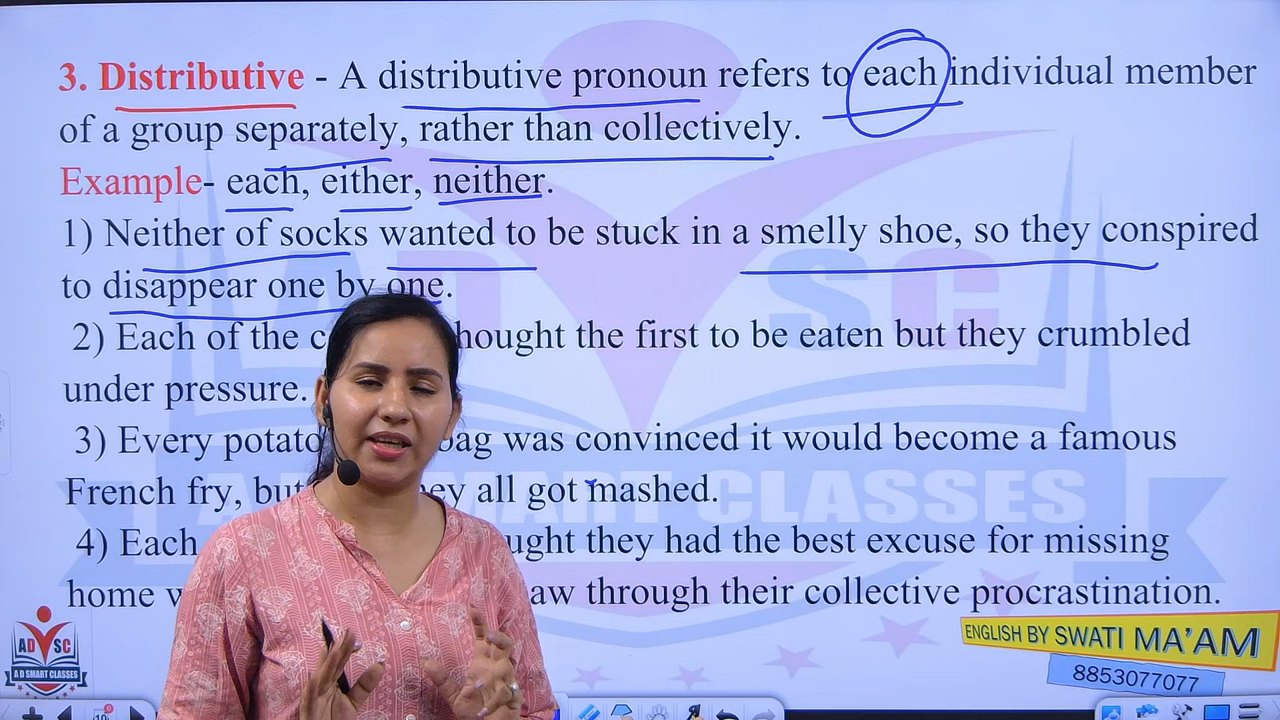 3. Distributive - A distributive pronoun refers to each individual member
of a group separately, rather than collectively.
Example- each, either, neither.
1) Neither of socks wanted to be stuck in a smelly shoe, so they conspired
to disappear one by one.
2) Each of the hought the first to be eaten but they crumbled
under pressure.
3) Every potato bag was convinced it would become a famous
French fry, but ey all got mashed.
4) Each ught they had the best excuse for missing
home aw through their collective procrastination.
ADSC
A D SMART CLASSES
AD SC
A D SMART CLASSES
ENGLISH BY SWATI MA'AM
8853077077